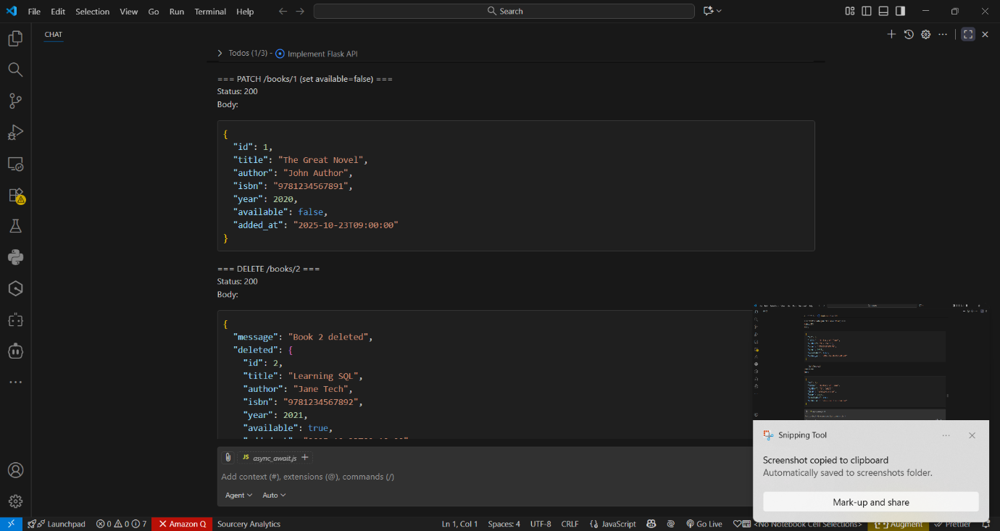 File Edit Selection View Go Run Terminal Help
Search
CHAT
Todos (1/3) - Implement Flask API
=== PATCH /books/1 (set available=false) ===
Status: 200
Body:
{
"id": 1,
"title": "The Great Novel",
"author": "John Author",
"isbn": "9781234567891",
"year": 2020,
"available": false,
"added_at": "2025-10-23T09:00:00"
}
=== DELETE /books/2 ===
Status: 200
Body:
{
"message": "Book 2 deleted",
"deleted": {
"id": 2,
"title": "Learning SQL",
"author": "Jane Tech",
"isbn": "9781234567892",
"year": 2021,
"available": true,
JS async_await.js +
Add context (#), extensions (@), commands (/)
Agent Auto
Snipping Tool
Screenshot copied to clipboard
Automatically saved to screenshots folder.
Mark-up and share
Launchpad 0 0 7 Amazon Q Sourcery Analytics Ln 1, Col 1 Spaces: 4 UTF-8 CRLF {} JavaScript Go Live <No Notebook Cell Selections> Augment Prettier